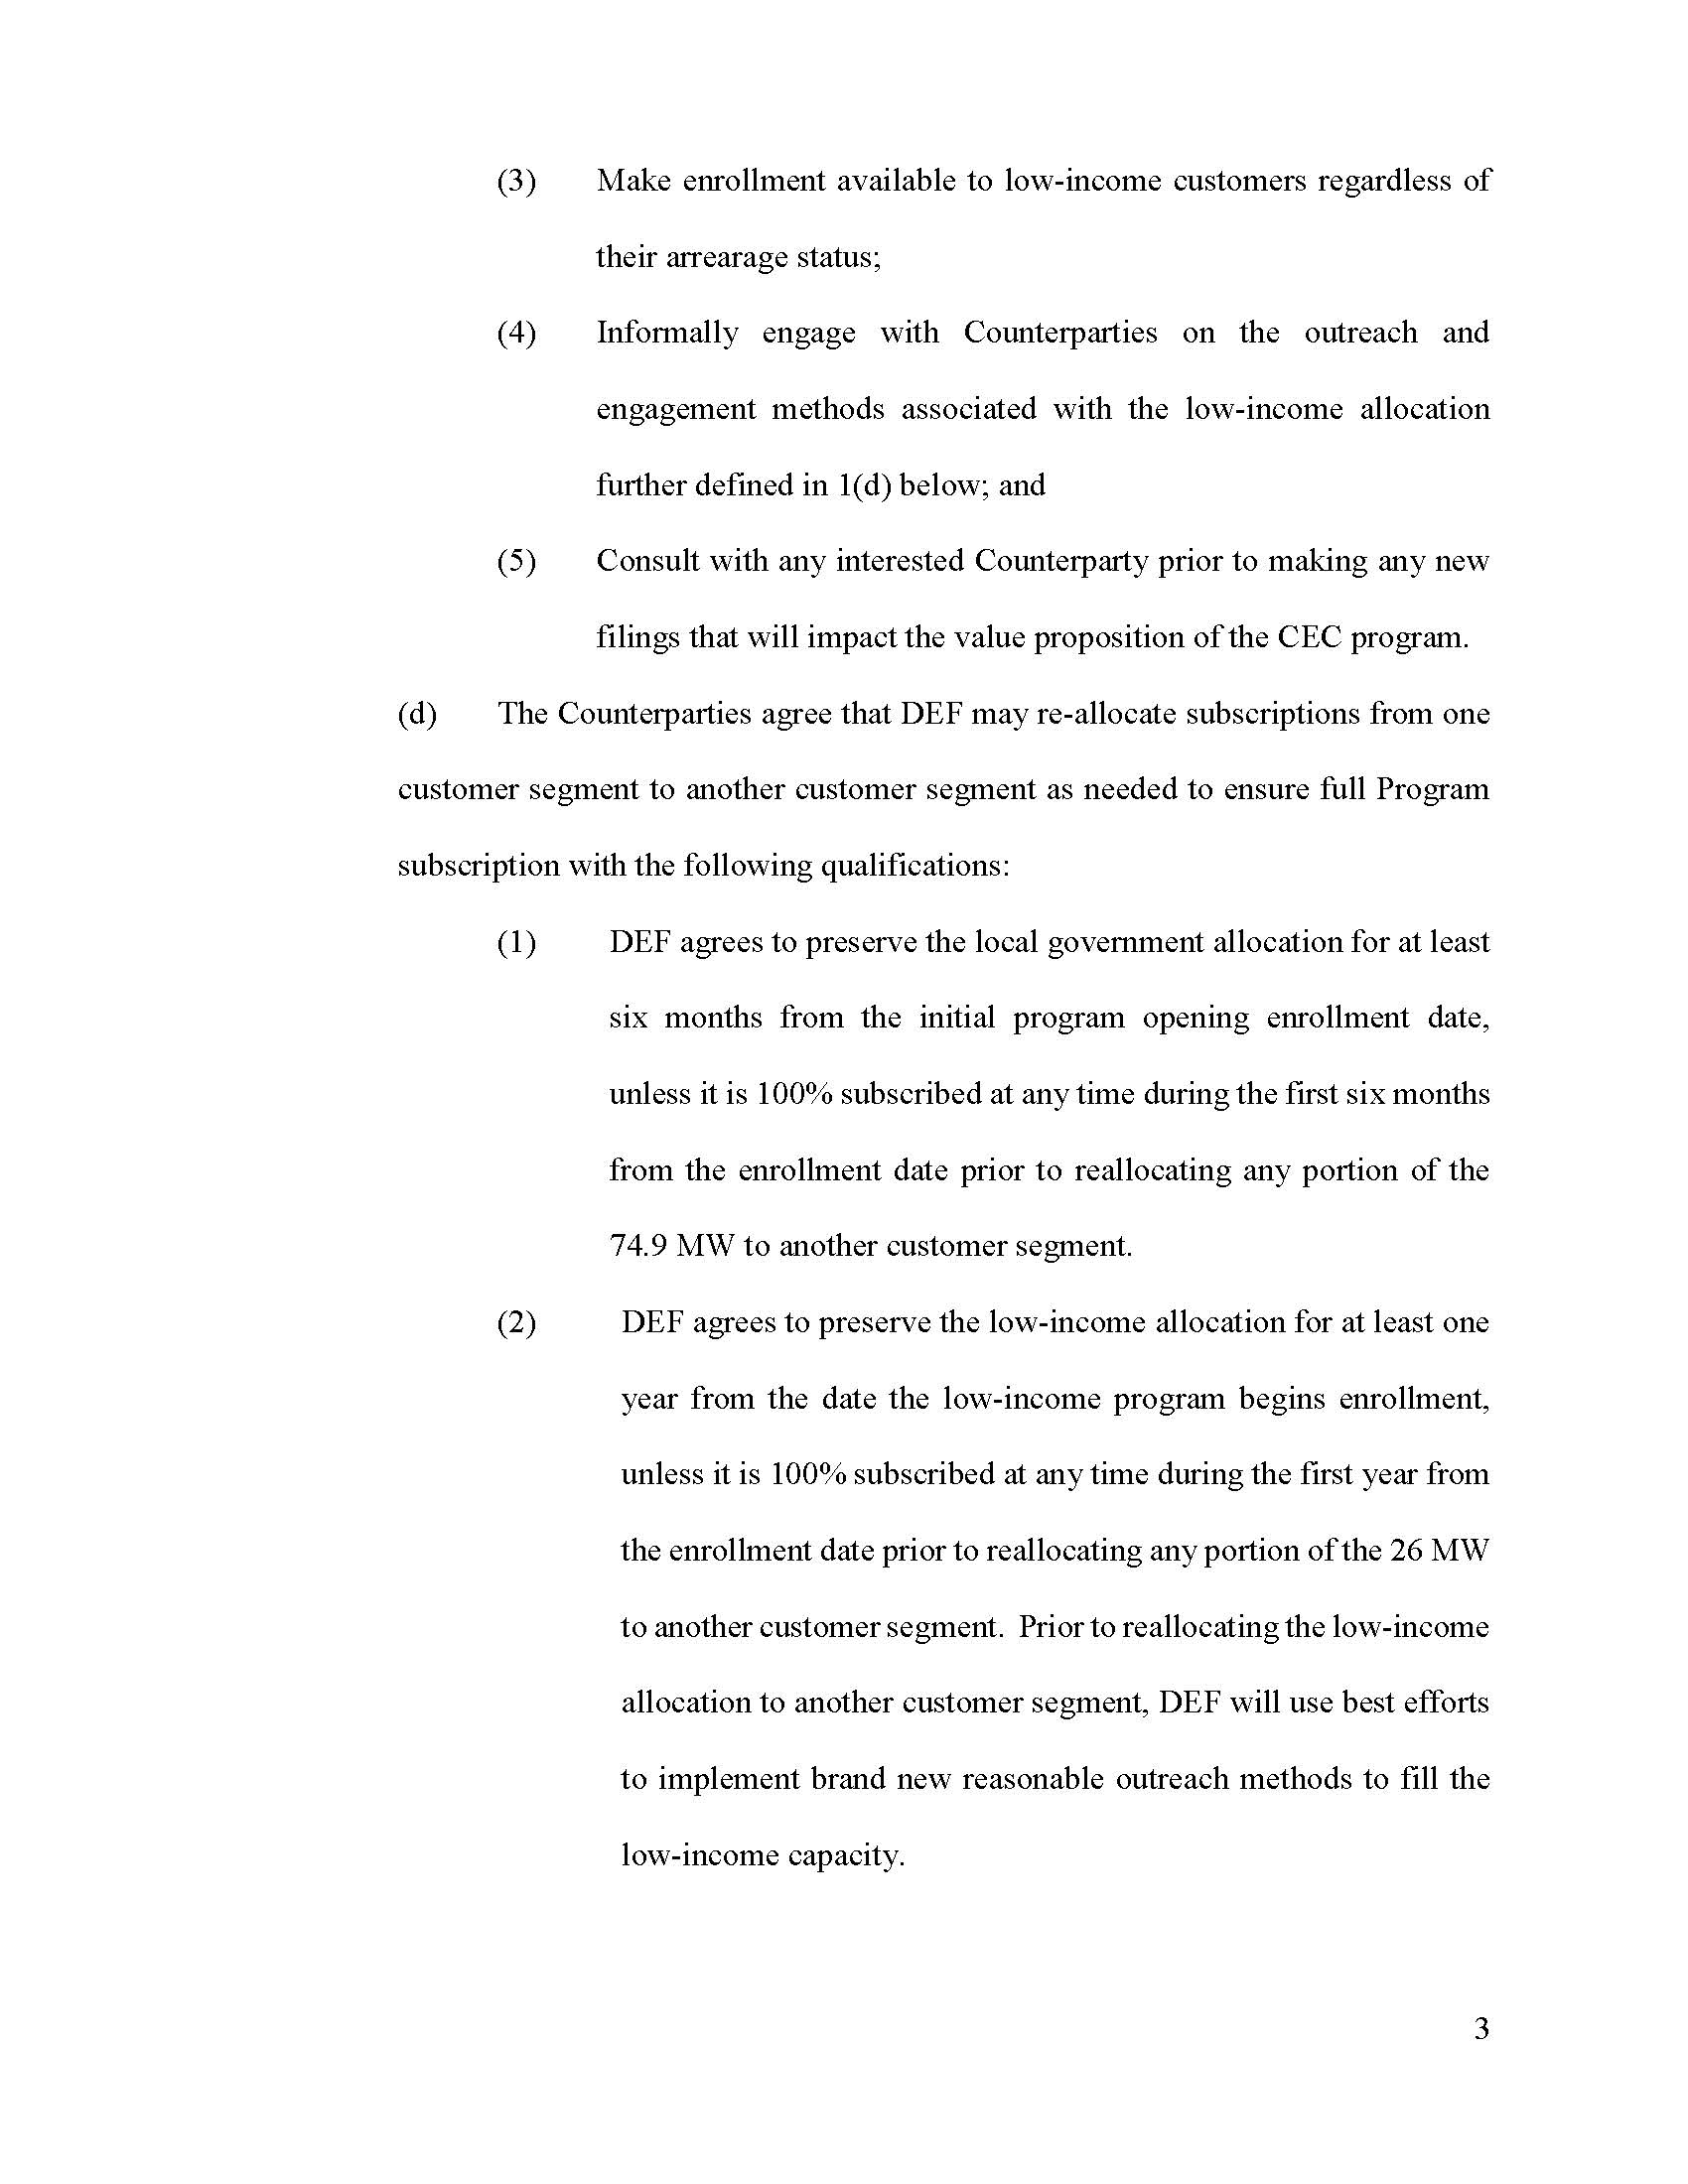 (3) Make enrollment available to low-income customers regardless of
their arrearage status;
(4) Informally engage with Counterparties on the outreach and
engagement methods associated with the low-income allocation
further defined in 1(d) below; and
(5) Consult with any interested Counterparty prior to making any new
filings that will impact the value proposition of the CEC program.
(d) The Counterparties agree that DEF may re-allocate subscriptions from one
customer segment to another customer segment as needed to ensure full Program
subscription with the following qualifications:
(1) DEF agrees to preserve the local government allocation for at least
six months from the initial program opening enrollment date,
unless it is 100% subscribed at any time during the first six months
from the enrollment date prior to reallocating any portion of the
74.9 MW to another customer segment.
(2) DEF agrees to preserve the low-income allocation for at least one
year from the date the low-income program begins enrollment,
unless it is 100% subscribed at any time during the first year from
the enrollment date prior to reallocating any portion of the 26 MW
to another customer segment.  Prior to reallocating the low-income
allocation to another customer segment, DEF will use best efforts
to implement brand new reasonable outreach methods to fill the
low-income capacity.
3